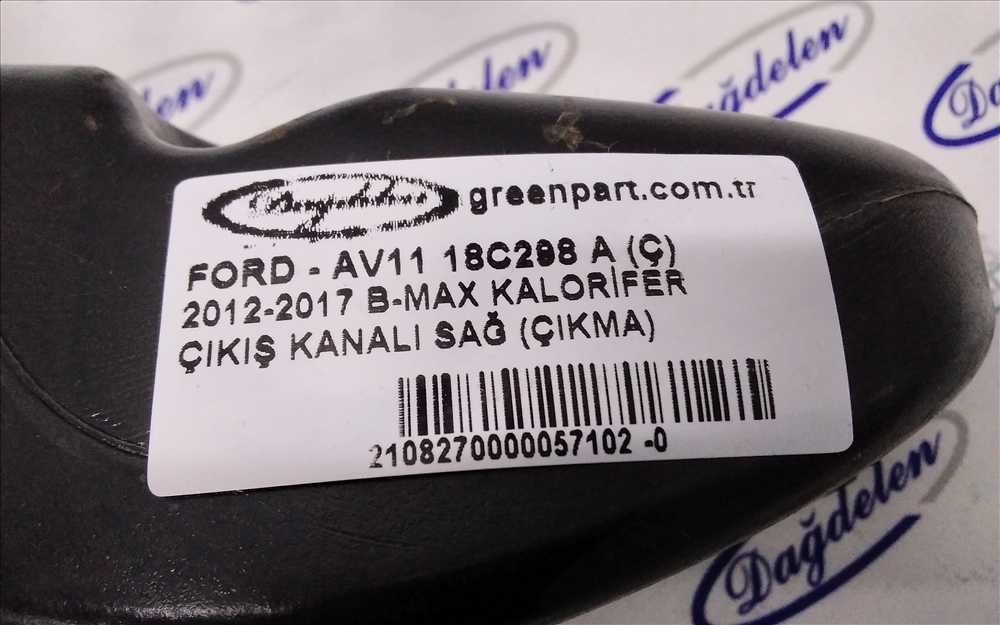 Dağdelen
Dağdelen
greenpart.com.tr
FORD - AV11 18C298 A (Ç)
2012-2017 B-MAX KALORİFER
ÇIKIŞ KANALI SAĞ (ÇIKMA)
2108270000057102 -0
Dağdelen